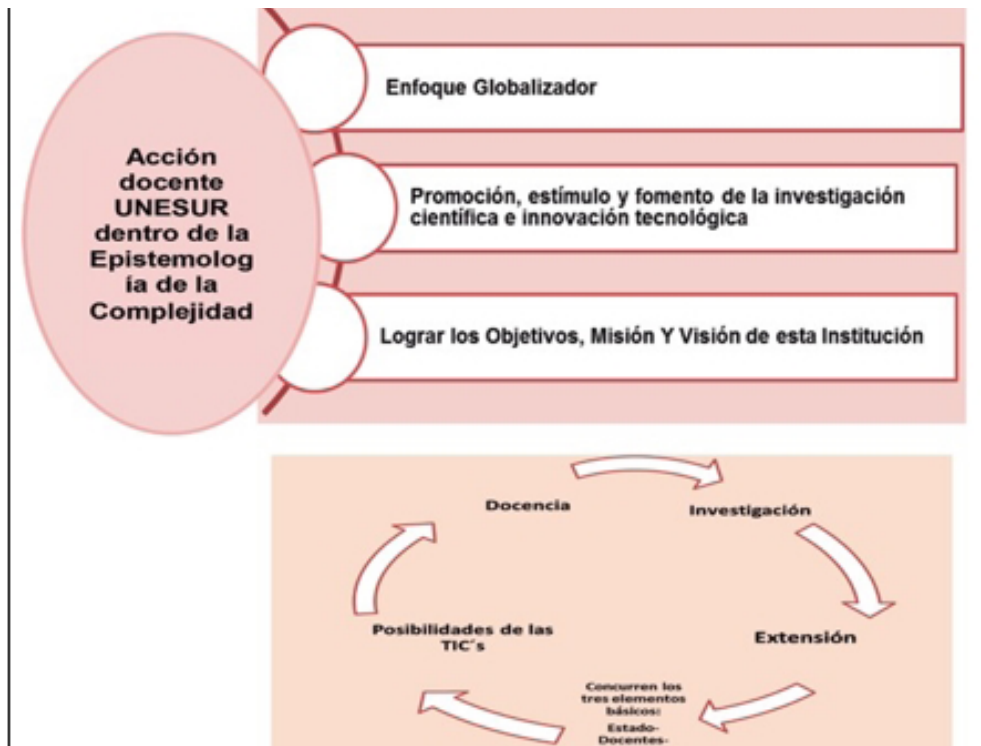 Acción
docente
UNESUR
dentro de la
Epistemolog
ía de la
Complejidad
Enfoque Globalizador
Promoción, estímulo y fomento de la investigación
científica e innovación tecnológica
Lograr los Objetivos, Misión Y Visión de esta Institución
Docencia
Investigación
Extensión
Concurren los
tres elementos
básicos:
Estado-
Docentes-
Posibilidades de las
TIC´s